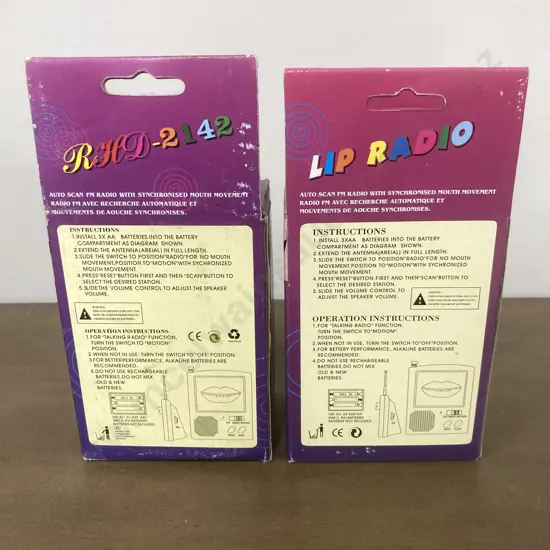 RHD-2142
AUTO SCAN FM RADIO WITH SYNCHRONISED MOUTH MOVEMENT
RADIO FM AVEC RECHERCHE AUTOMATIQUE ET
MOUVEMENTS DE AOUCHE SYNCHRONISES.
INSTRUCTIONS
1.INSTALL 3X AA BATTERIES INTO THE BATTERY
COMPARTMENT AS DIAGRAM SHOWN.
2.EXTEND THE ANTENNA(AREIAL) IN FULL LENGTH.
3.SLIDE THE SWITCH TO POSITION"RADIO"FOR NO MOUTH
MOVEMENT,POSITION TO"MOTION"WITH SYCHRONIZED
MOUTH MOVEMENT.
4.PRESS"RESET"BUTTON FIRST AND THEN"SCAN"BUTTON TO
SELECT THE DESIRED STATION.
5.SLIDE THE VOLUME CONTROL TO ADJUST THE SPEAKER
VOLUME.
WARNING:
OPERATION INSTRUCTIONS
1.FOR "TALKING RADIO" FUNCTION,
TURN THE SWITCH TO"MOTION"
POSITION.
2.WHEN NOT IN USE, TURN THE SWITCH TO"OFF"POSITION.
3.FOR BETTER PERFORMANCE, ALKALINE BATTERIES ARE
RECOMMENDED.
4.DO NOT USE RECHARGEABLE
BATTERIES.DO NOT MIX
OLD & NEW
BATTERIES.
CE
LIP RADIO
AUTO SCAN FM RADIO WITH SYNCHRONISED MOUTH MOVEMENT
RADIO FM AVEC RECHERCHE AUTOMATIQUE ET
MOUVEMENTS DE AOUCHE SYNCHRONISES.
INSTRUCTIONS
1.INSTALL 3XAA BATTERIES INTO THE BATTERY
COMPARTMENT AS DIAGRAM SHOWN.
2.EXTEND THE ANTENNA(AREIAL) IN FULL LENGTH.
3.SLIDE THE SWITCH TO POSITION"RADIO"FOR NO MOUTH
MOVEMENT.POSITION TO"MOTION"WITH SYCHRONIZED
MOUTH MOVEMENT.
4.PRESS"RESET"BUTTON FIRST AND THEN"SCAN"BUTTON TO
SELECT THE DESIRED STATION.
5.SLIDE THE VOLUME CONTROL TO ADJUST THE SPEAKER
VOLUME.
WARNING:
OPERATION INSTRUCTIONS
1.FOR "TALKING RADIO" FUNCTION,
TURN THE SWITCH TO"MOTIOM"
POSITION.
2.WHEN NOT IN USE, TURN THE SWITCH TO"OFF"POSITION.
3.FOR BETTERY PERFORMANCE, ALKALINE BATTERIES ARE
RECOMMENDED.
4.DO NOT USE RECHARGEABLE
BATTERIES.DO NOT MIX
OLD & NEW
BATTERIES.
BATTERIES NOT INCLUDED
CE